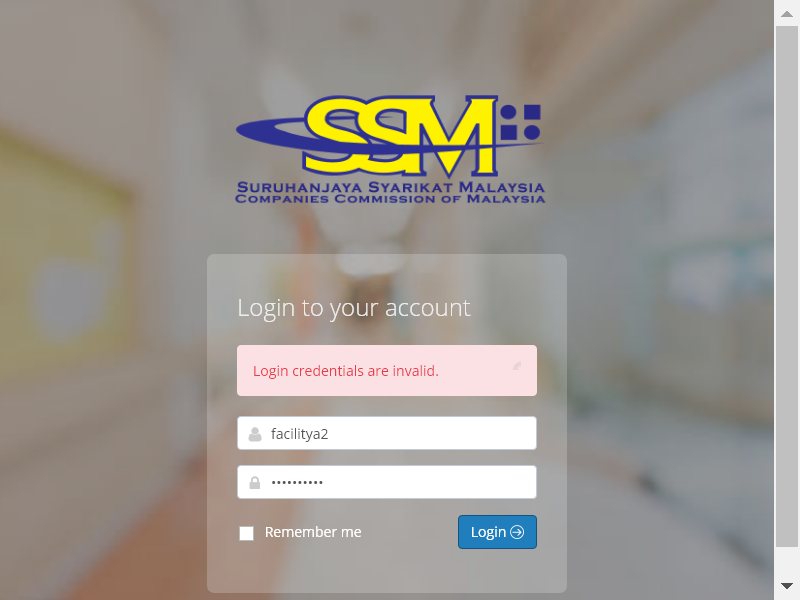 SSM
SURUHANJAYA SYARIKAT MALAYSIA
COMPANIES COMMISSION OF MALAYSIA
Login to your account
Login credentials are invalid.
facilitya2
••••••••••
Remember me
Login